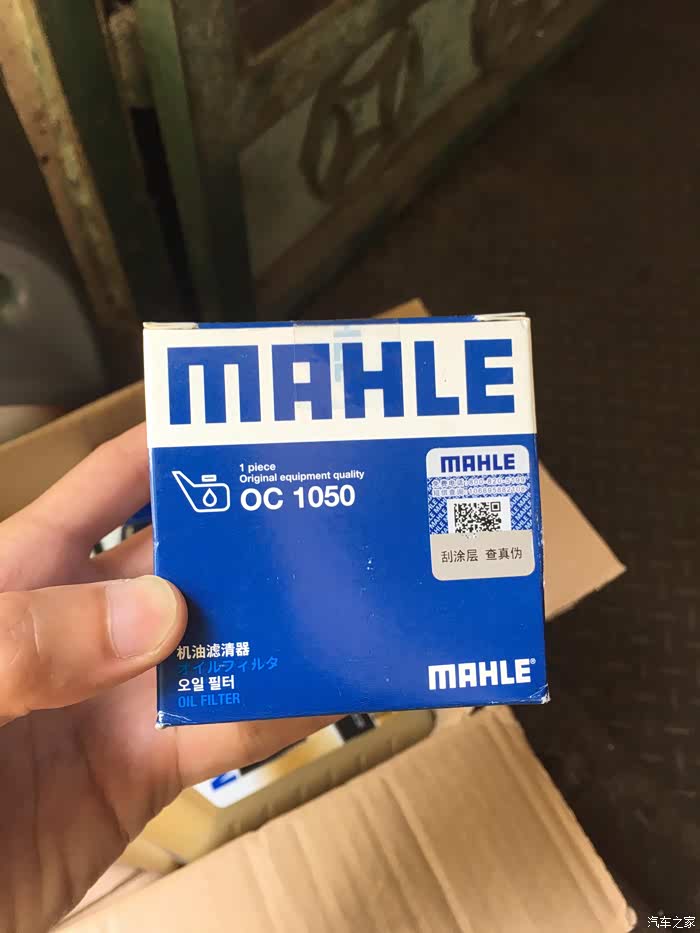 MAHLE
1 piece
Original equipment quality
OC 1050
MAHLE
刮涂层 查真伪
机油滤清器
オイルフィルタ
오일 필터
OIL FILTER
MAHLE®
汽车之家